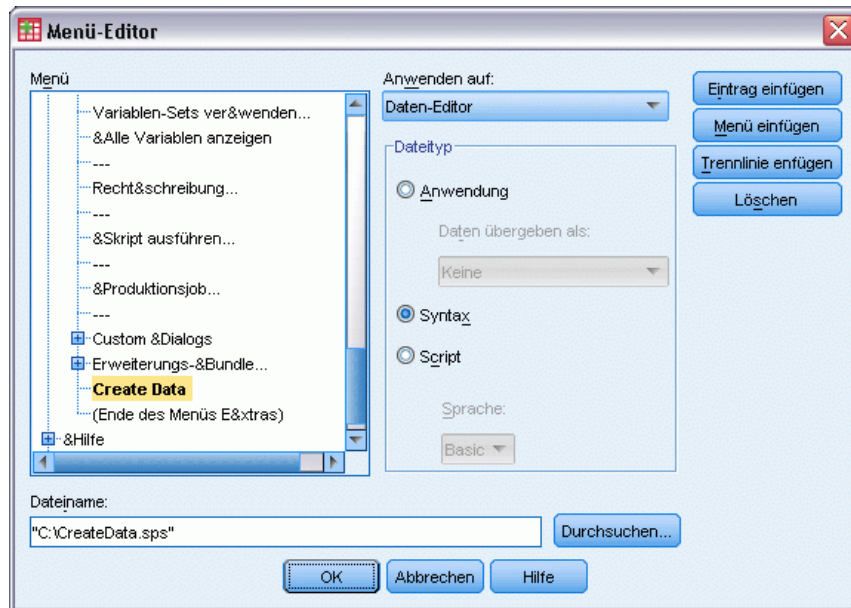 Menü-Editor
Menü
Variablen-Sets ver&wenden...
&Alle Variablen anzeigen
---
Recht&schreibung...
---
&Skript ausführen...
---
&Produktionsjob...
---
Custom &Dialogs
Erweiterungs-&Bundle...
Create Data
(Ende des Menüs E&xtras)
&Hilfe
Anwenden auf:
Daten-Editor
Dateityp
Anwendung
Daten übergeben als:
Keine
Syntax
Script
Sprache:
Basic
Eintrag einfügen
Menü einfügen
Trennlinie enfügen
Löschen
Dateiname:
"C:\CreateData.sps"
Durchsuchen...
OK
Abbrechen
Hilfe